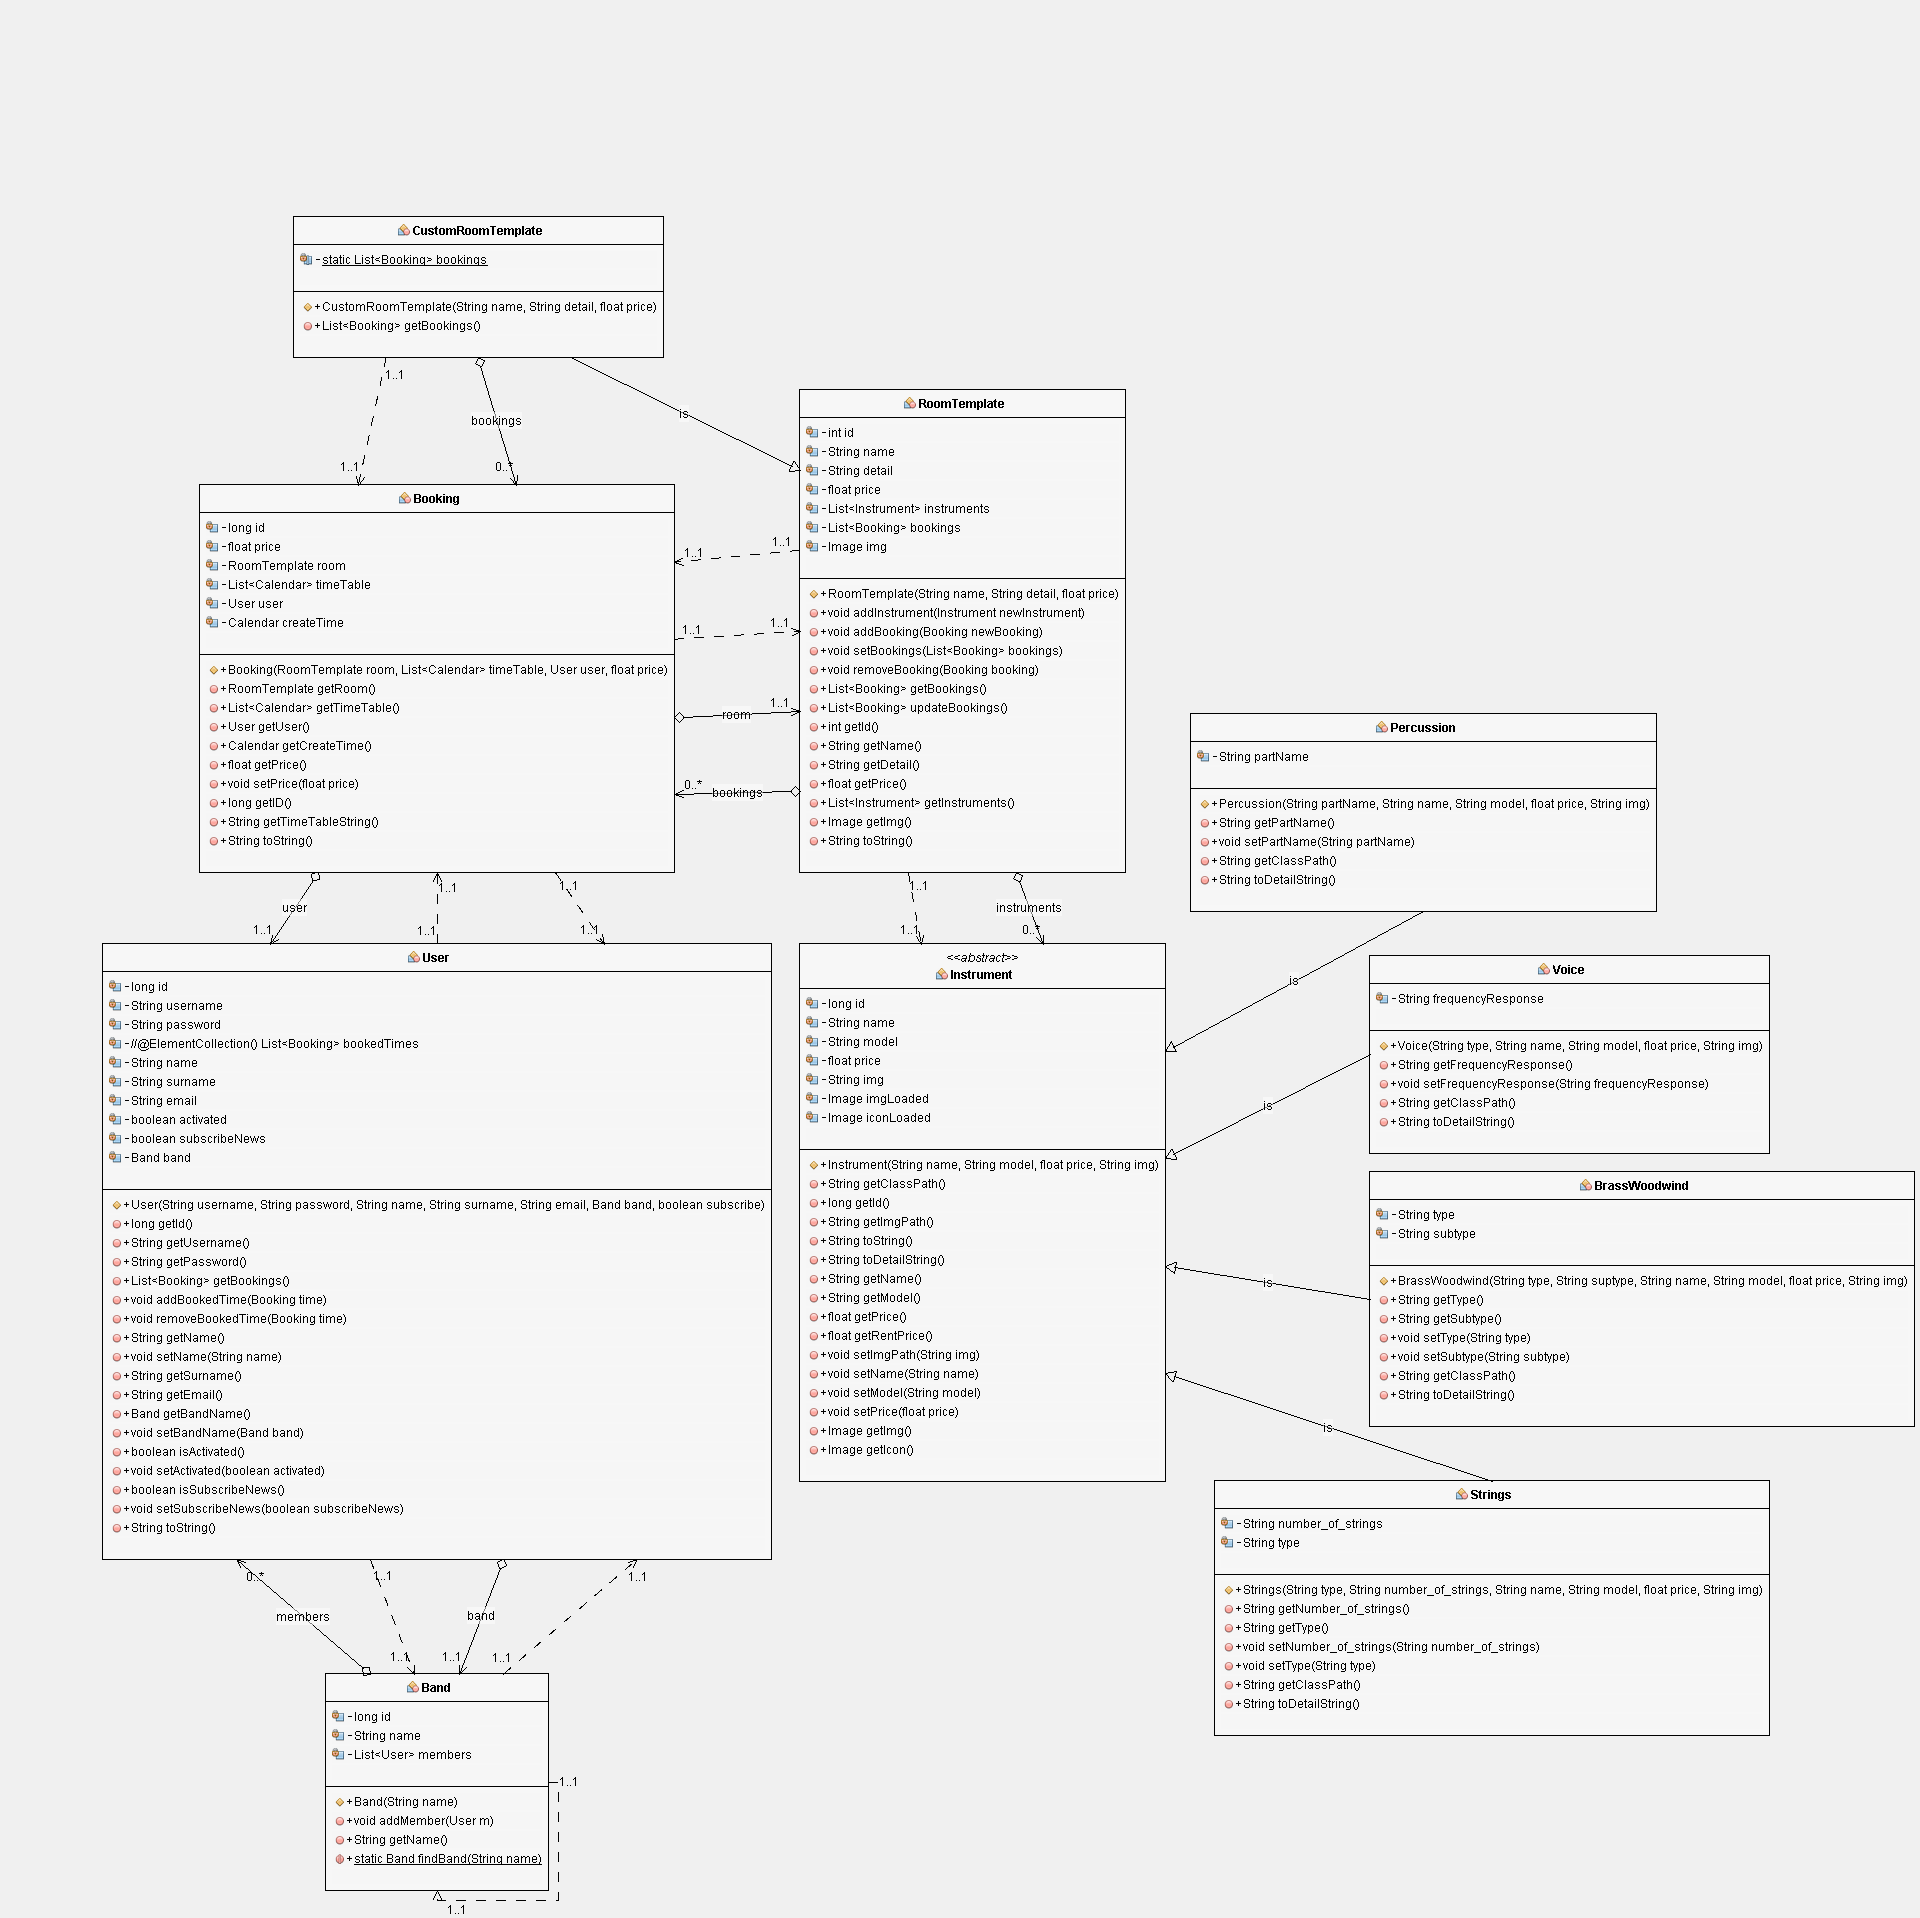 CustomRoomTemplate
- static List<Booking> bookings
+ CustomRoomTemplate(String name, String detail, float price)
+ List<Booking> getBookings()
1..1
bookings
is
1..1
0..*
RoomTemplate
- int id
- String name
- String detail
- float price
- List<Instrument> instruments
- List<Booking> bookings
- Image img
+ RoomTemplate(String name, String detail, float price)
+ void addInstrument(Instrument newInstrument)
+ void addBooking(Booking newBooking)
+ void setBookings(List<Booking> bookings)
+ void removeBooking(Booking booking)
+ List<Booking> getBookings()
+ List<Booking> updateBookings()
+ int getId()
+ String getName()
+ String getDetail()
+ float getPrice()
+ List<Instrument> getInstruments()
+ Image getImg()
+ String toString()
Booking
- long id
- float price
- RoomTemplate room
- List<Calendar> timeTable
- User user
- Calendar createTime
+ Booking(RoomTemplate room, List<Calendar> timeTable, User user, float price)
+ RoomTemplate getRoom()
+ List<Calendar> getTimeTable()
+ User getUser()
+ Calendar getCreateTime()
+ float getPrice()
+ void setPrice(float price)
+ long getID()
+ String getTimeTableString()
+ String toString()
1..1
1..1
1..1
1..1
1..1
room
0..*
bookings
Percussion
- String partName
+ Percussion(String partName, String name, String model, float price, String img)
+ String getPartName()
+ void setPartName(String partName)
+ String getClassPath()
+ String toDetailString()
1..1
1..1
user
1..1
1..1
1..1
1..1
instruments
1..1
0..*
is
User
- long id
- String username
- String password
- //@ElementCollection() List<Booking> bookedTimes
- String name
- String surname
- String email
- boolean activated
- boolean subscribeNews
- Band band
+ User(String username, String password, String name, String surname, String email, Band band, boolean subscribe)
+ long getId()
+ String getUsername()
+ String getPassword()
+ List<Booking> getBookings()
+ void addBookedTime(Booking time)
+ void removeBookedTime(Booking time)
+ String getName()
+ void setName(String name)
+ String getSurname()
+ String getEmail()
+ Band getBandName()
+ void setBandName(Band band)
+ boolean isActivated()
+ void setActivated(boolean activated)
+ boolean isSubscribeNews()
+ void setSubscribeNews(boolean subscribeNews)
+ String toString()
<<abstract>>
Instrument
- long id
- String name
- String model
- float price
- String img
- Image imgLoaded
- Image iconLoaded
+ Instrument(String name, String model, float price, String img)
+ String getClassPath()
+ long getId()
+ String getImgPath()
+ String toString()
+ String toDetailString()
+ String getName()
+ String getModel()
+ float getPrice()
+ float getRentPrice()
+ void setImgPath(String img)
+ void setName(String name)
+ void setModel(String model)
+ void setPrice(float price)
+ Image getImg()
+ Image getIcon()
Voice
- String frequencyResponse
+ Voice(String type, String name, String model, float price, String img)
+ String getFrequencyResponse()
+ void setFrequencyResponse(String frequencyResponse)
+ String getClassPath()
+ String toDetailString()
is
BrassWoodwind
- String type
- String subtype
+ BrassWoodwind(String type, String suptype, String name, String model, float price, String img)
+ String getType()
+ String getSubtype()
+ void setType(String type)
+ void setSubtype(String subtype)
+ String getClassPath()
+ String toDetailString()
is
is
Strings
- String number_of_strings
- String type
+ Strings(String type, String number_of_strings, String name, String model, float price, String img)
+ String getNumber_of_strings()
+ String getType()
+ void setNumber_of_strings(String number_of_strings)
+ void setType(String type)
+ String getClassPath()
+ String toDetailString()
0..*
1..1
1..1
members
band
1..1
1..1
1..1
Band
- long id
- String name
- List<User> members
+ Band(String name)
+ void addMember(User m)
+ String getName()
+ static Band findBand(String name)
1..1
1..1